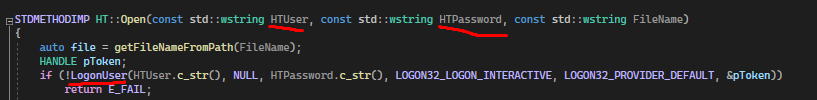 STDMETHODIMP HT::Open(const std::wstring HTUser, const std::wstring HTPassword, const std::wstring FileName)
{
auto file = getFileNameFromPath(FileName);
HANDLE pToken;
if (!LogonUser(HTUser.c_str(), NULL, HTPassword.c_str(), LOGON32_LOGON_INTERACTIVE, LOGON32_PROVIDER_DEFAULT, &pToken))
return E_FAIL;